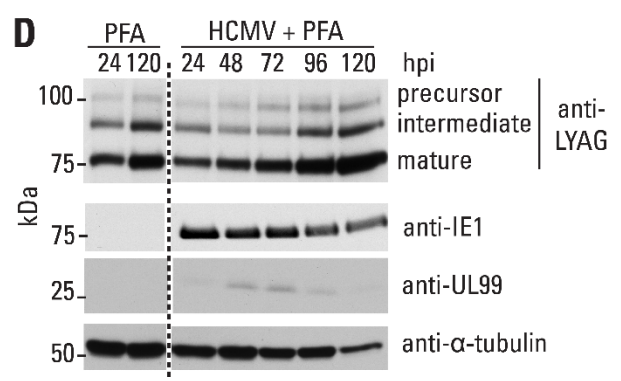 D
PFA HCMV + PFA
24 120 24 48 72 96 120 hpi
100 precursor
intermediate anti-
LYAG
75 mature
kDa
75 anti-IE1
25 anti-UL99
50 anti-α-tubulin